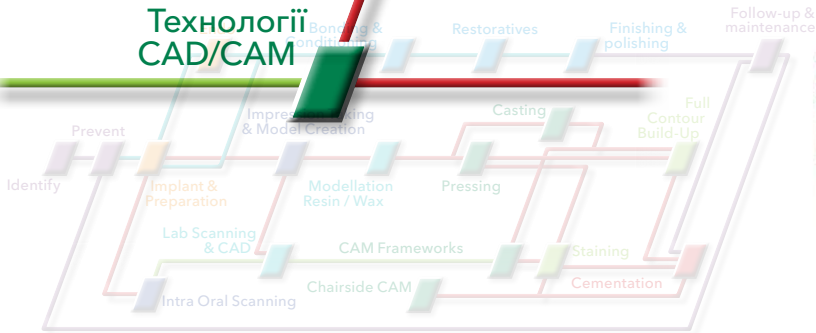 Технології
CAD/CAM
Bonding &
Conditioning
Restoratives
Finishing &
polishing
Follow-up &
maintenance
Impression Taking
& Model Creation
Casting
Full
Contour
Build-Up
Prevent
Identify
Implant &
Preparation
Modellation
Resin / Wax
Pressing
Lab Scanning
& CAD
CAM Frameworks
Staining
Cementation
Chairside CAM
Intra Oral Scanning